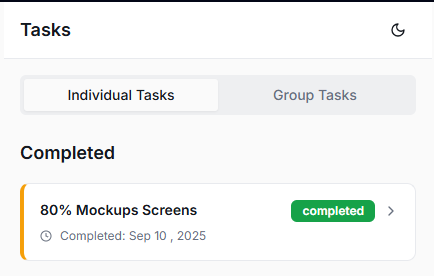 Tasks
Individual Tasks
Group Tasks
Completed
80% Mockups Screens
completed
Completed: Sep 10 , 2025